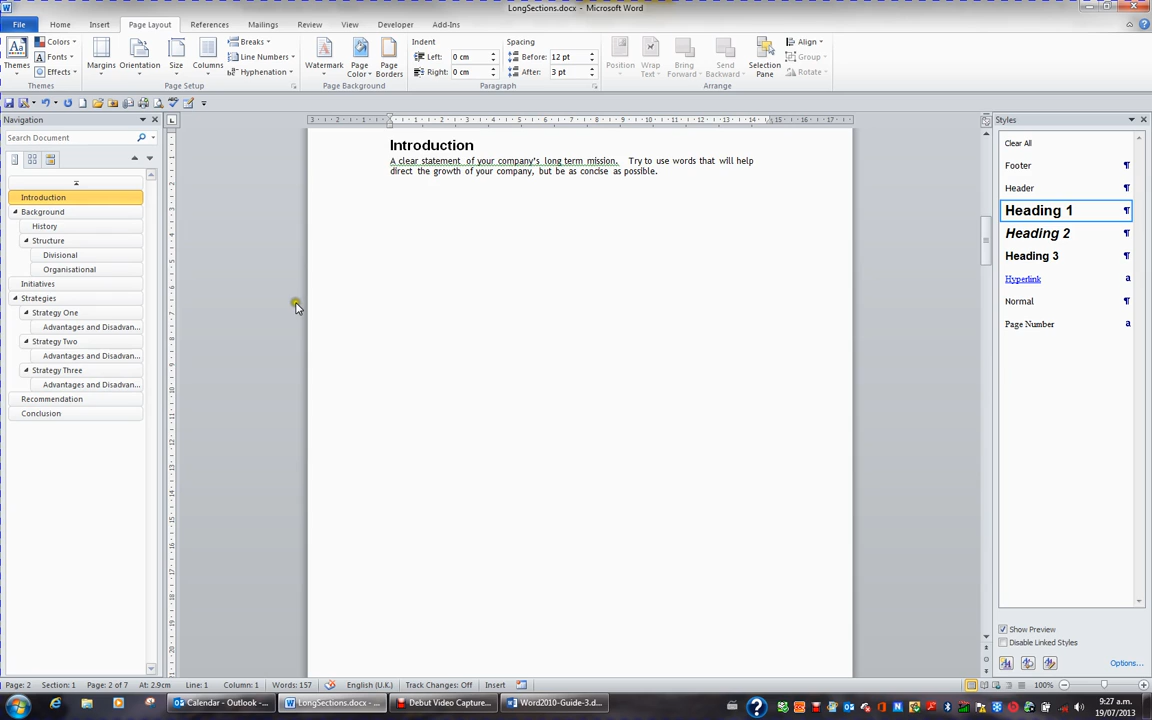 LongSections.docx - Microsoft Word
File Home Insert Page Layout References Mailings Review View Developer Add-Ins
Themes
Colors
Fonts
Effects
Themes
Margins
Orientation
Size
Columns
Breaks
Line Numbers
Hyphenation
Page Setup
Watermark
Page Color
Page Borders
Page Background
Indent
Left: 0 cm
Right: 0 cm
Spacing
Before: 12 pt
After: 3 pt
Paragraph
Position
Wrap Text
Bring Forward
Send Backward
Selection Pane
Align
Group
Rotate
Arrange
Navigation
Search Document
Introduction
Background
History
Structure
Divisional
Organisational
Initiatives
Strategies
Strategy One
Advantages and Disadvan...
Strategy Two
Advantages and Disadvan...
Strategy Three
Advantages and Disadvan...
Recommendation
Conclusion
Introduction
A clear statement of your company's long term mission. Try to use words that will help
direct the growth of your company, but be as concise as possible.
Styles
Clear All
Footer
Header
Heading 1
Heading 2
Heading 3
Hyperlink
Normal
Page Number
Show Preview
Disable Linked Styles
Options...
Page: 2 Section: 1 Page: 2 of 7 At: 2.9cm Line: 1 Column: 1 Words: 157 English (U.K.) Track Changes: Off Insert 100%
Calendar - Outlook - ... LongSections.docx - ... Debut Video Capture... Word2010-Guide-3.d...
9:27 a.m.
19/07/2013